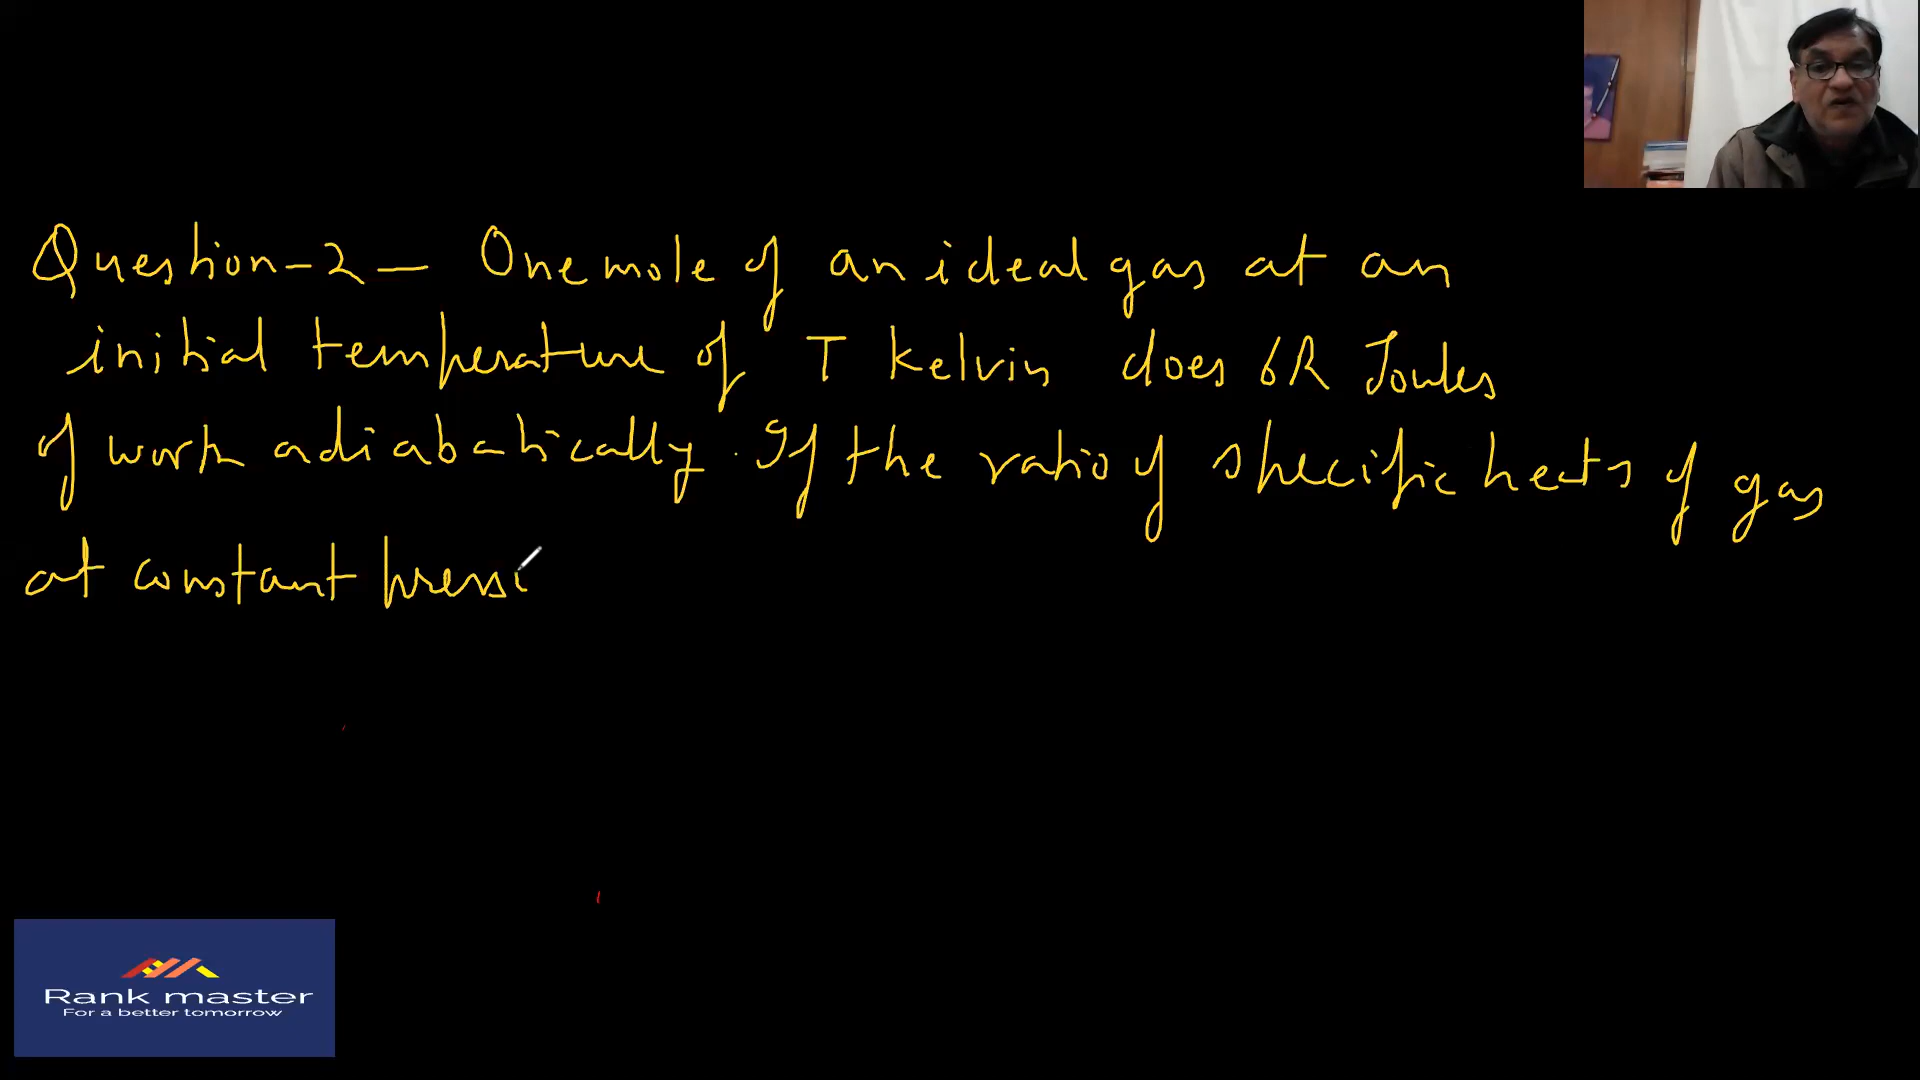 Question-2- One mole of an ideal gas at an
initial temperature of T Kelvin does 6R Joules
of work adiabatically. If the ratio of specific heats of gas
at constant pressu
Rank master
For a better tomorrow